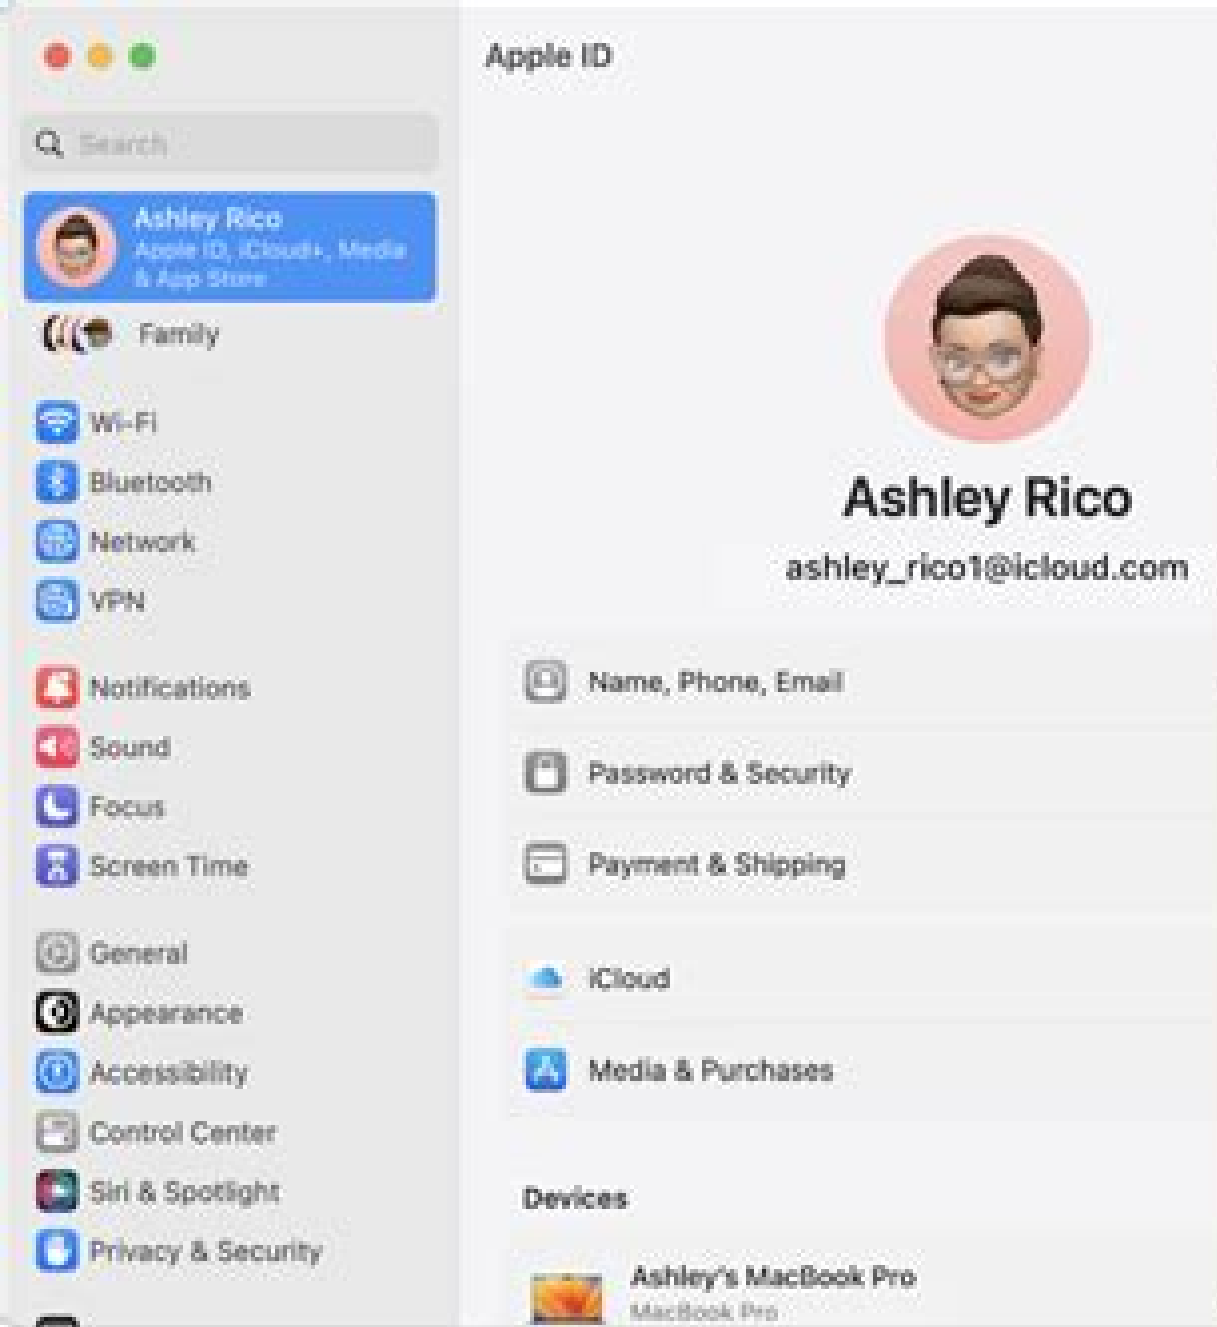 Apple ID
Search
Ashley Rico
Apple ID, iCloud+, Media
& App Store
Family
Wi-Fi
Bluetooth
Network
VPN
Notifications
Sound
Focus
Screen Time
General
Appearance
Accessibility
Control Center
Siri & Spotlight
Privacy & Security
Ashley Rico
ashley_rico1@icloud.com
Name, Phone, Email
Password & Security
Payment & Shipping
iCloud
Media & Purchases
Devices
Ashley's MacBook Pro
MacBook Pro